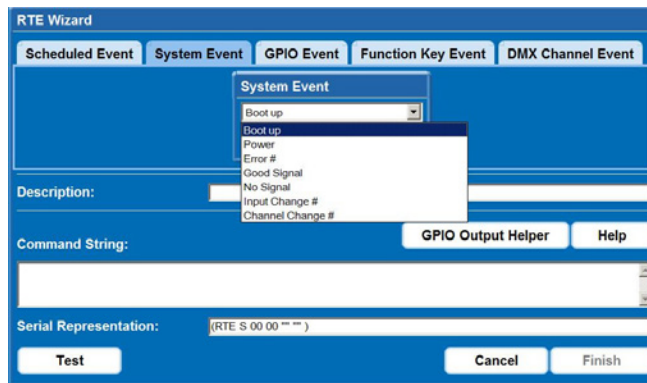 RTE Wizard
Scheduled Event System Event GPIO Event Function Key Event DMX Channel Event
System Event
Boot up
Boot up
Power
Error #
Good Signal
No Signal
Input Change #
Channel Change #
Description:
GPIO Output Helper Help
Command String:
Serial Representation: (RTE S 00 00 "" "" )
Test Cancel Finish